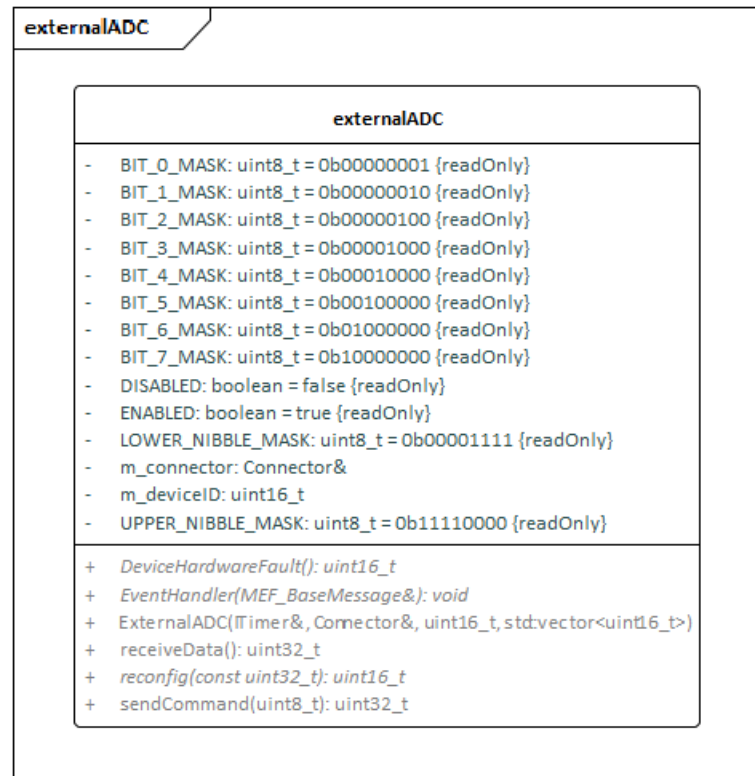 externalADC
externalADC
- BIT_0_MASK: uint8_t = 0b00000001 {readOnly}
- BIT_1_MASK: uint8_t = 0b00000010 {readOnly}
- BIT_2_MASK: uint8_t = 0b00000100 {readOnly}
- BIT_3_MASK: uint8_t = 0b00001000 {readOnly}
- BIT_4_MASK: uint8_t = 0b00010000 {readOnly}
- BIT_5_MASK: uint8_t = 0b00100000 {readOnly}
- BIT_6_MASK: uint8_t = 0b01000000 {readOnly}
- BIT_7_MASK: uint8_t = 0b10000000 {readOnly}
- DISABLED: boolean = false {readOnly}
- ENABLED: boolean = true {readOnly}
- LOWER_NIBBLE_MASK: uint8_t = 0b00001111 {readOnly}
- m_connector: Connector&
- m_deviceID: uint16_t
- UPPER_NIBBLE_MASK: uint8_t = 0b11110000 {readOnly}
+ DeviceHardwareFault(): uint16_t
+ EventHandler(MEF_BaseMessage&): void
+ ExternalADC(ITimer&, Connector&, uint16_t, std:vector<uint16_t>)
+ receiveData(): uint32_t
+ reconfig(const uint32_t): uint16_t
+ sendCommand(uint8_t): uint32_t